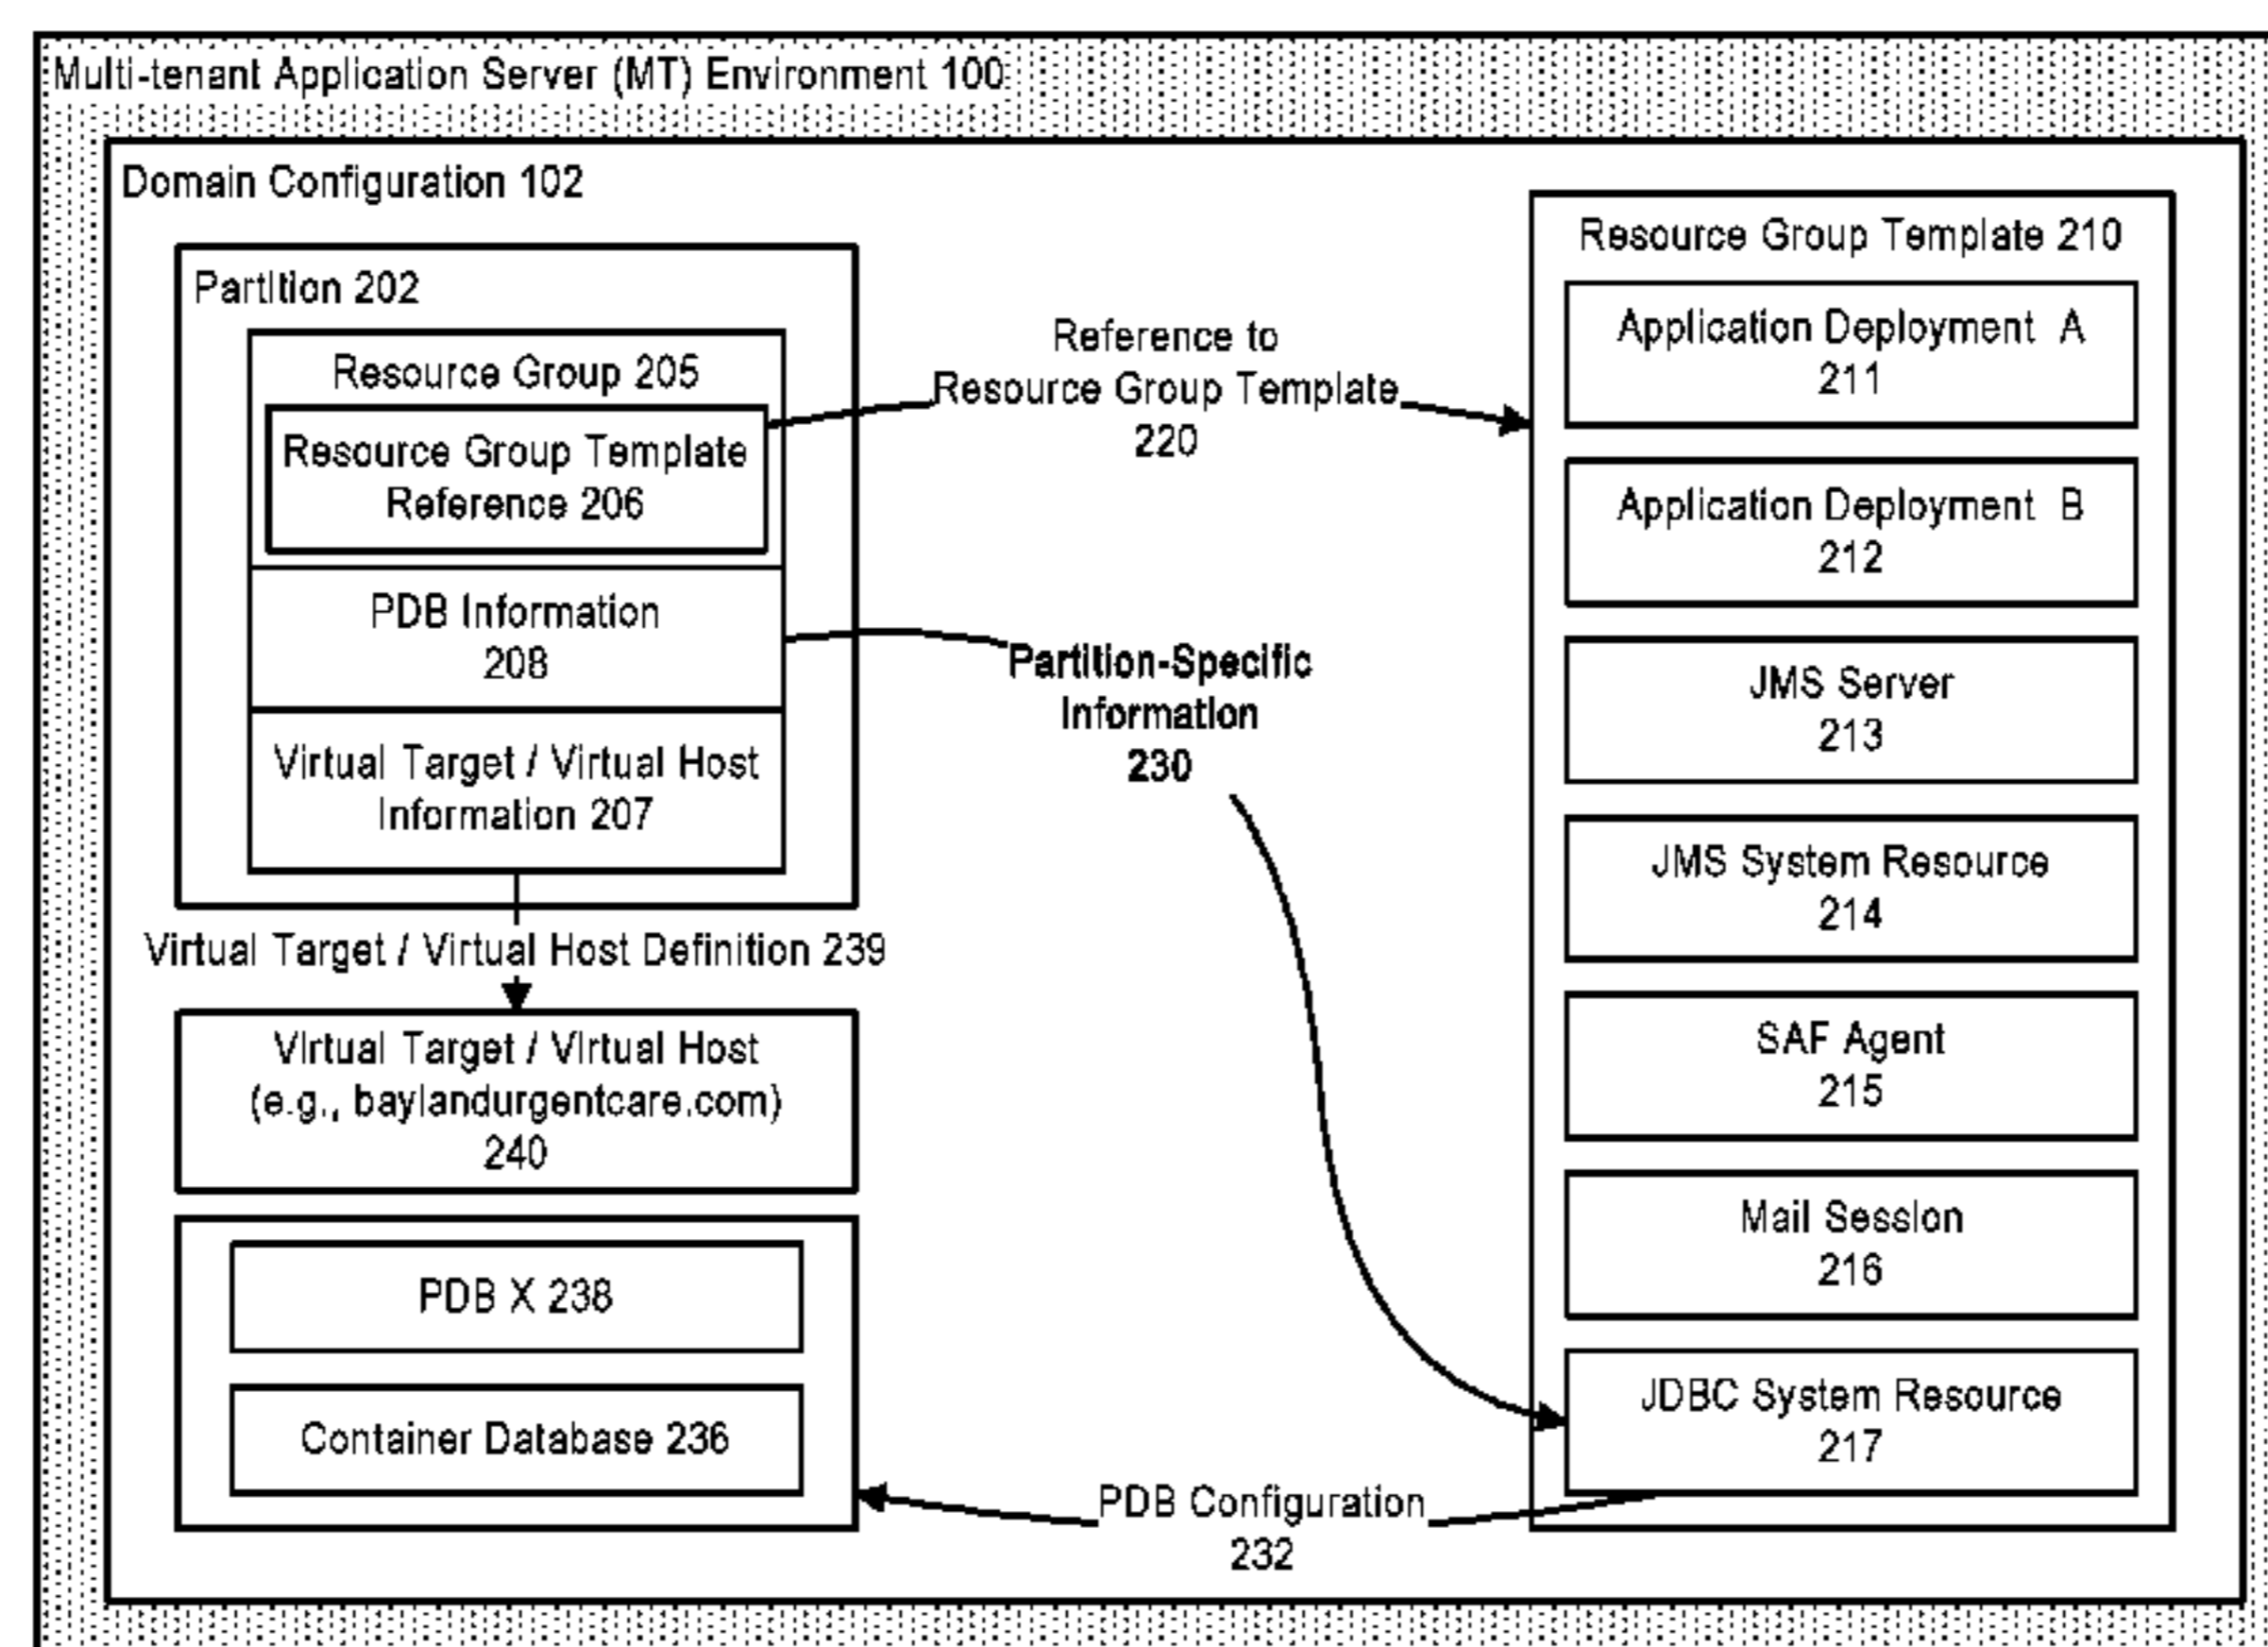 Multi-tenant Application Server (MT) Environment 100
Domain Configuration 102
Partition 202
Resource Group 205
Resource Group Template
Reference 206
PDB Information
208
Virtual Target / Virtual Host
Information 207
Virtual Target / Virtual Host Definition 239
Virtual Target / Virtual Host
(e.g., baylandurgentcare.com)
240
PDB X 238
Container Database 236
Reference to
Resource Group Template
220
Partition-Specific
Information
230
PDB Configuration
232
Resource Group Template 210
Application Deployment A
211
Application Deployment B
212
JMS Server
213
JMS System Resource
214
SAF Agent
215
Mail Session
216
JDBC System Resource
217